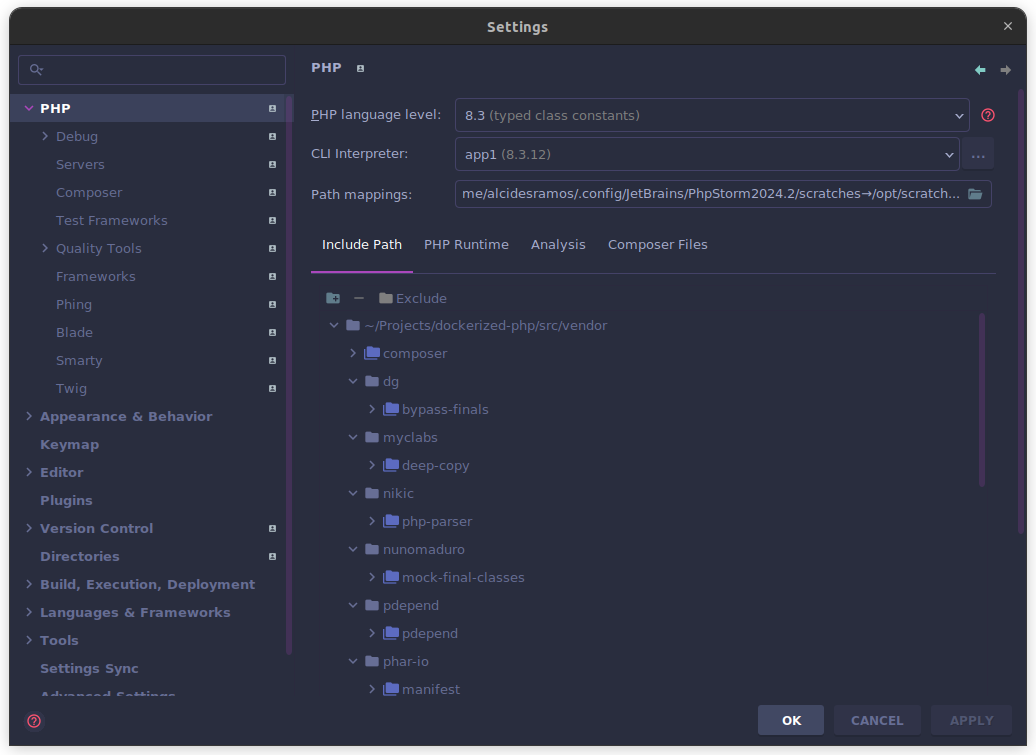 Settings
PHP
PHP
Debug
Servers
Composer
Test Frameworks
Quality Tools
Frameworks
Phing
Blade
Smarty
Twig
Appearance & Behavior
Keymap
Editor
Plugins
Version Control
Directories
Build, Execution, Deployment
Languages & Frameworks
Tools
Settings Sync
Advanced Settings
PHP language level: 8.3 (typed class constants)
CLI Interpreter: app1 (8.3.12) ...
Path mappings: me/alcidesramos/.config/JetBrains/PhpStorm2024.2/scratches→/opt/scratch...
Include Path PHP Runtime Analysis Composer Files
Exclude
~/Projects/dockerized-php/src/vendor
composer
dg
bypass-finals
myclabs
deep-copy
nikic
php-parser
nunomaduro
mock-final-classes
pdepend
pdepend
phar-io
manifest
OK CANCEL APPLY